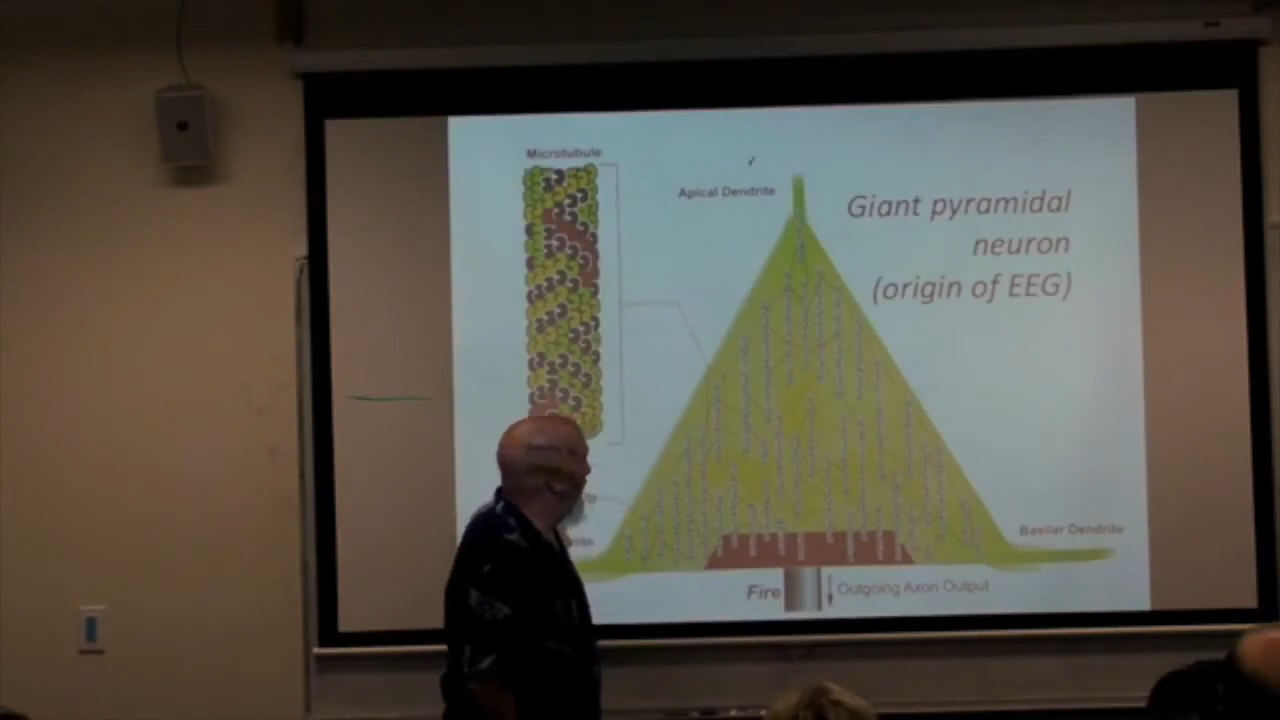 Microtubule
Apical Dendrite
Giant pyramidal
neuron
(origin of EEG)
Basilar Dendrite
Fire
Outgoing Axon Output